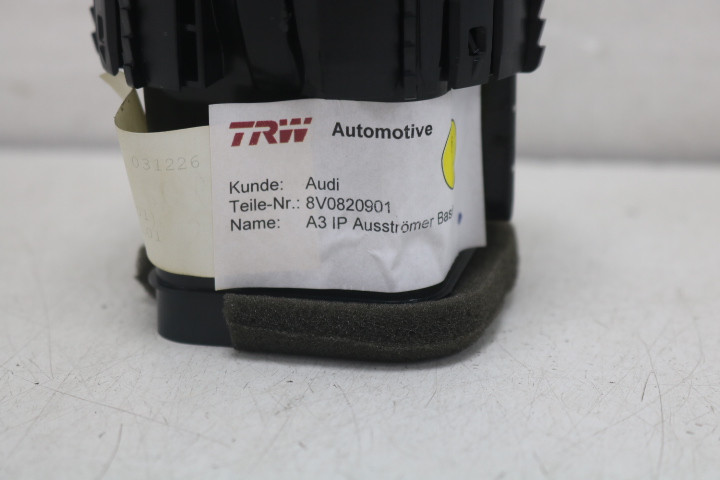 TRW Automotive
031226
Kunde: Audi
Teile-Nr.: 8V0820901
Name: A3 IP Ausströmer Bas